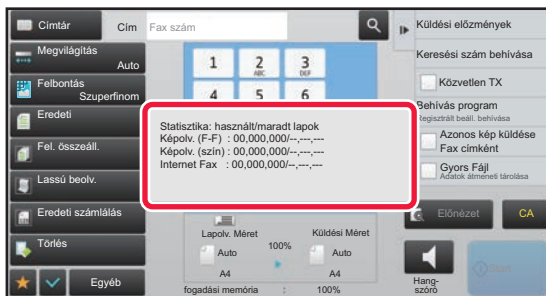 Címtár
Cím
Fax szám
Küldési előzmények
Megvilágítás
Auto
Keresési szám behívása
1
2
ABC
3
DEF
Felbontás
Szuperfinom
Közvetlen TX
4
5
6
Behívás program
Regisztrált beáll. behívása
Eredeti
Statisztika: használt/maradt lapok
Képolv. (F-F) : 00,000,000/--,---,---
Képolv. (szín) : 00,000,000/--,---,---
Internet Fax : 00,000,000/--,---,---
Azonos kép küldése
Fax címként
Fel. összeáll.
Gyors Fájl
Adatok átmeneti tárolása
Lassú beolv.
Eredeti számlálás
Előnézet
CA
Lapolv. Méret
Küldési Méret
100%
Törlés
Auto
Auto
A4
A4
Egyéb
Hang-
szóró
Start
fogadási memória : 100%